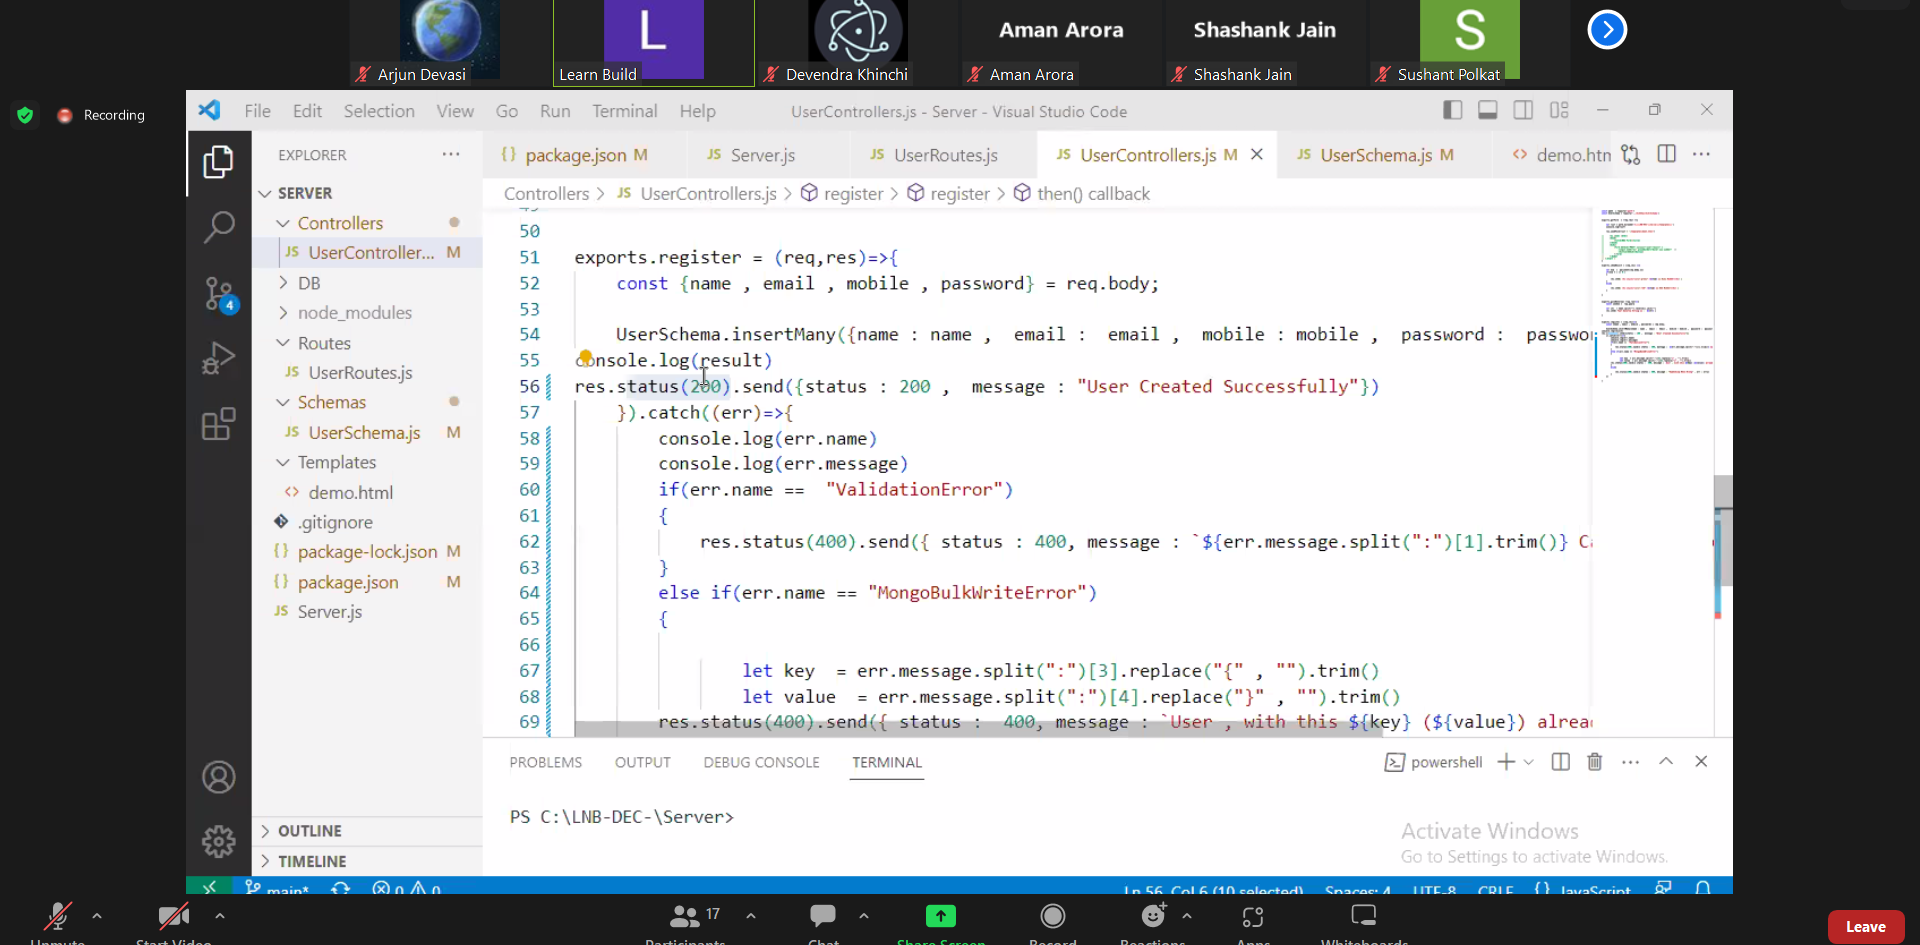 L
Aman Arora
Shashank Jain
S
Arjun Devasi
Learn Build
Devendra Khinchi
Aman Arora
Shashank Jain
Sushant Polkat
Recording
File Edit Selection View Go Run Terminal Help
UserControllers.js - Server - Visual Studio Code
EXPLORER
{} package.json M
JS Server.js
JS UserRoutes.js
JS UserControllers.js M
JS UserSchema.js M
<> demo.htn
Controllers > JS UserControllers.js > register > register > then() callback
SERVER
Controllers
JS UserController... M
DB
node_modules
Routes
JS UserRoutes.js
Schemas
JS UserSchema.js M
Templates
<> demo.html
.gitignore
{} package-lock.json M
{} package.json M
JS Server.js
OUTLINE
TIMELINE
4
50
51 exports.register = (req,res)=>{
52 const {name , email , mobile , password} = req.body;
53
54 UserSchema.insertMany({name : name , email : email , mobile : mobile , password : passwor
55 console.log(result)
56 res.status(200).send({status : 200 , message : "User Created Successfully"})
57 }).catch((err)=>{
58 console.log(err.name)
59 console.log(err.message)
60 if(err.name == "ValidationError")
61 {
62 res.status(400).send({ status : 400, message : `${err.message.split(":")[1].trim()} Ca
63 }
64 else if(err.name == "MongoBulkWriteError")
65 {
66
67 let key = err.message.split(":")[3].replace("{" , "").trim()
68 let value = err.message.split(":")[4].replace("}" , "").trim()
69 res.status(400).send({ status : 400, message : `User , with this ${key} (${value}) alrea
PROBLEMS OUTPUT DEBUG CONSOLE TERMINAL
powershell
PS C:\LNB-DEC-\Server>
Activate Windows
Go to Settings to activate Windows.
main* 0 0
Ln 56, Col 6 (10 selected) Spaces: 4 UTF-8 CRLF {} JavaScript
17
Unmute
Start Video
Participants
Chat
Share Screen
Record
Reactions
Apps
Whiteboards
Leave